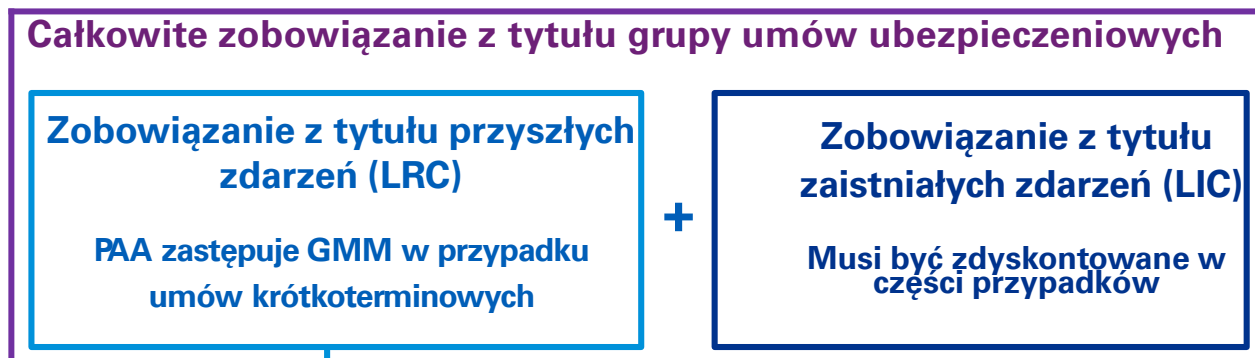 Całkowite zobowiązanie z tytułu grupy umów ubezpieczeniowych
Zobowiązanie z tytułu przyszłych
zdarzeń (LRC)
PAA zastępuje GMM w przypadku
umów krótkoterminowych
+
Zobowiązanie z tytułu
zaistniałych zdarzeń (LIC)
Musi być zdyskontowane w
części przypadków